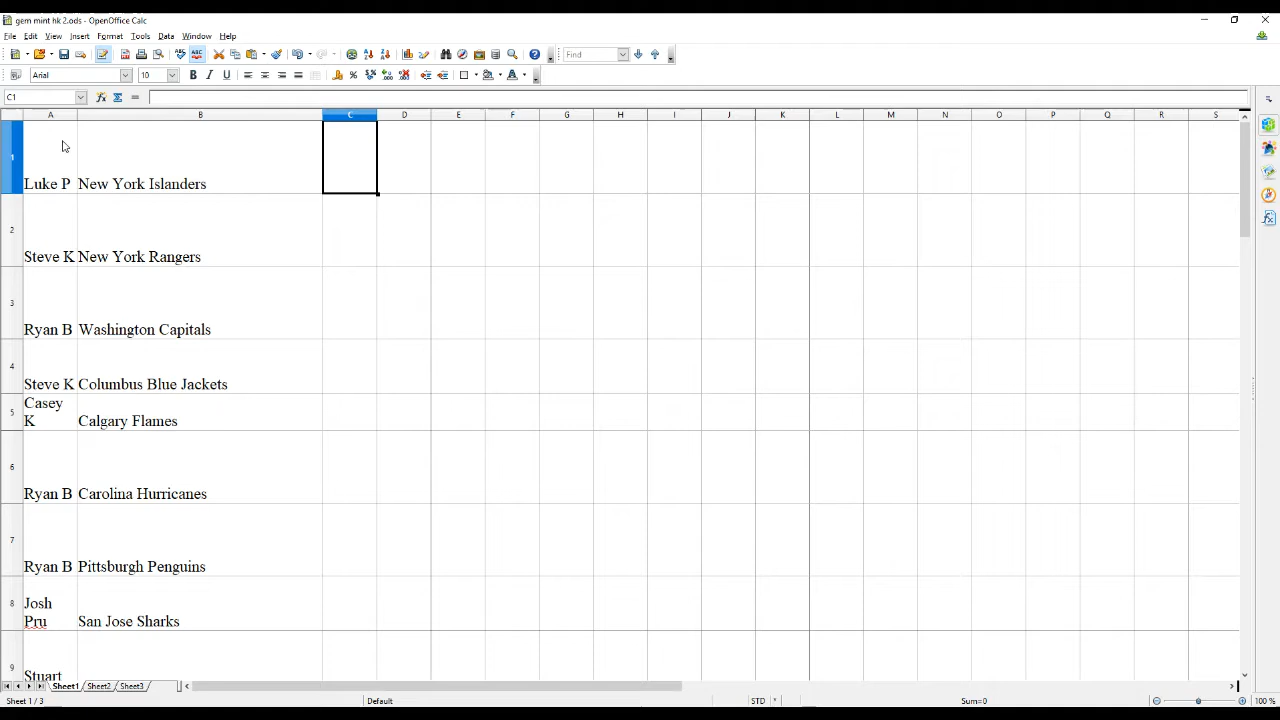 gem mint hk 2.ods - OpenOffice Calc
File Edit View Insert Format Tools Data Window Help
Find
Arial 10
C1
A B C D E F G H I J K L M N O P Q R S
1 Luke P New York Islanders
2 Steve K New York Rangers
3 Ryan B Washington Capitals
4 Steve K Columbus Blue Jackets
Casey
5 K Calgary Flames
6 Ryan B Carolina Hurricanes
7 Ryan B Pittsburgh Penguins
Josh
8 Pru San Jose Sharks
9 Stuart
Sheet1 Sheet2 Sheet3
Sheet 1 / 3 Default STD * Sum=0 100 %